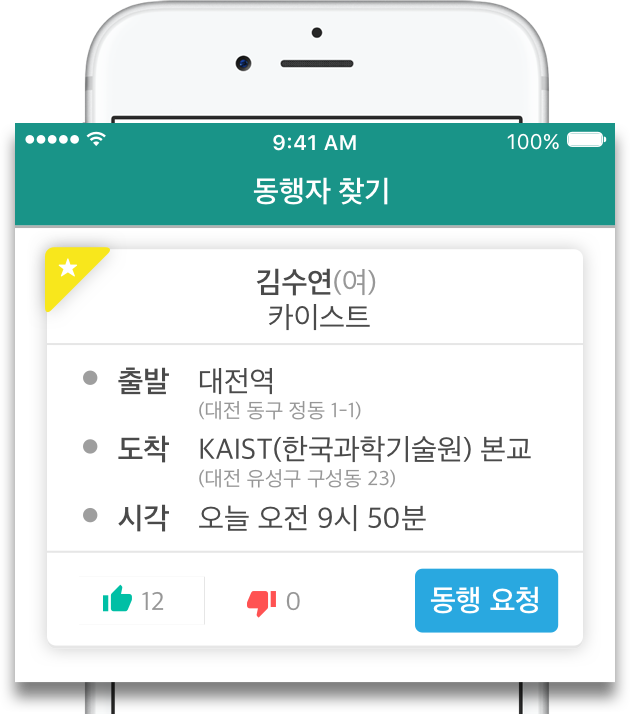 9:41 AM 100%
동행자 찾기
김수연(여)
카이스트
출발 대전역
(대전 동구 정동 1-1)
도착 KAIST(한국과학기술원) 본교
(대전 유성구 구성동 23)
시각 오늘 오전 9시 50분
12 0 동행 요청